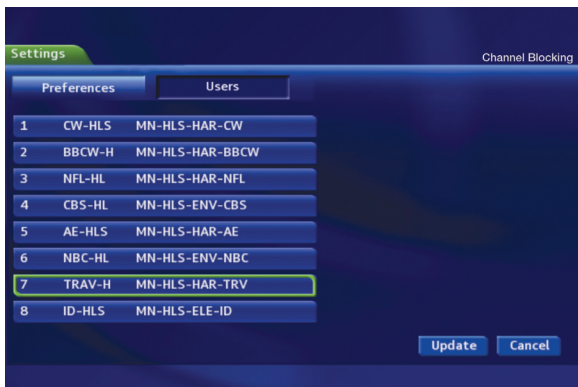 Settings
Channel Blocking
Preferences Users
1 CW-HLS MN-HLS-HAR-CW
2 BBCW-H MN-HLS-HAR-BBCW
3 NFL-HL MN-HLS-HAR-NFL
4 CBS-HL MN-HLS-ENV-CBS
5 AE-HLS MN-HLS-HAR-AE
6 NBC-HL MN-HLS-ENV-NBC
7 TRAV-H MN-HLS-HAR-TRV
8 ID-HLS MN-HLS-ELE-ID
Update Cancel